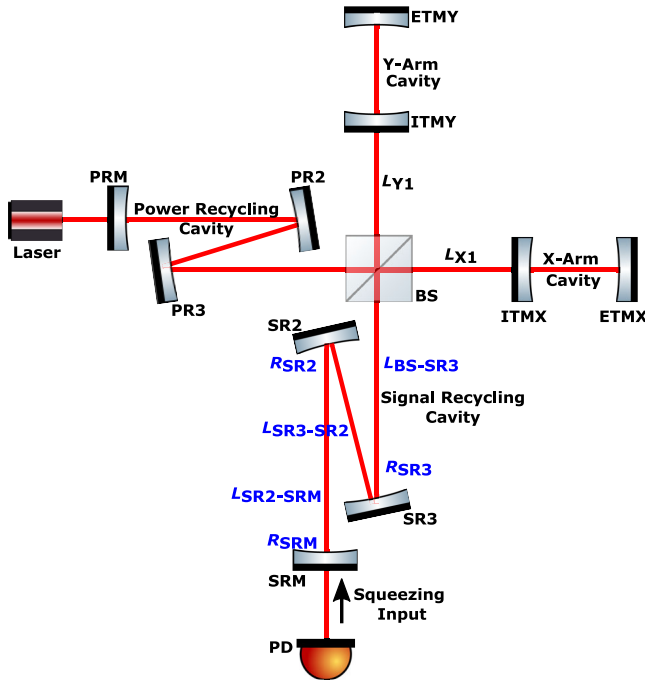 ETMY
Y-Arm
Cavity
ITMY
PRM
PR2
LY1
Power Recycling
Cavity
Laser
LX1
X-Arm
Cavity
PR3
BS
ITMX
ETMX
SR2
RSR2
LBS-SR3
Signal Recycling
Cavity
LSR3-SR2
RSR3
LSR2-SRM
SR3
RSRM
SRM
Squeezing
Input
PD